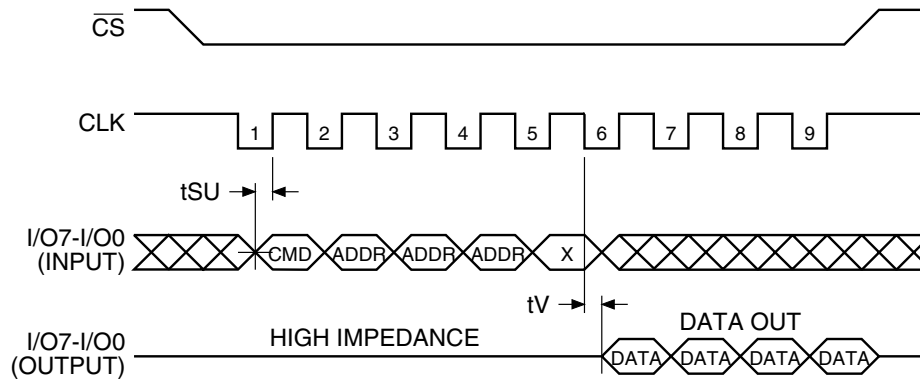 CS
CLK
1 2 3 4 5 6 7 8 9
tSU
I/O7-I/O0
(INPUT)
CMD ADDR ADDR ADDR X
tV
I/O7-I/O0
(OUTPUT)
HIGH IMPEDANCE
DATA OUT
DATA DATA DATA DATA